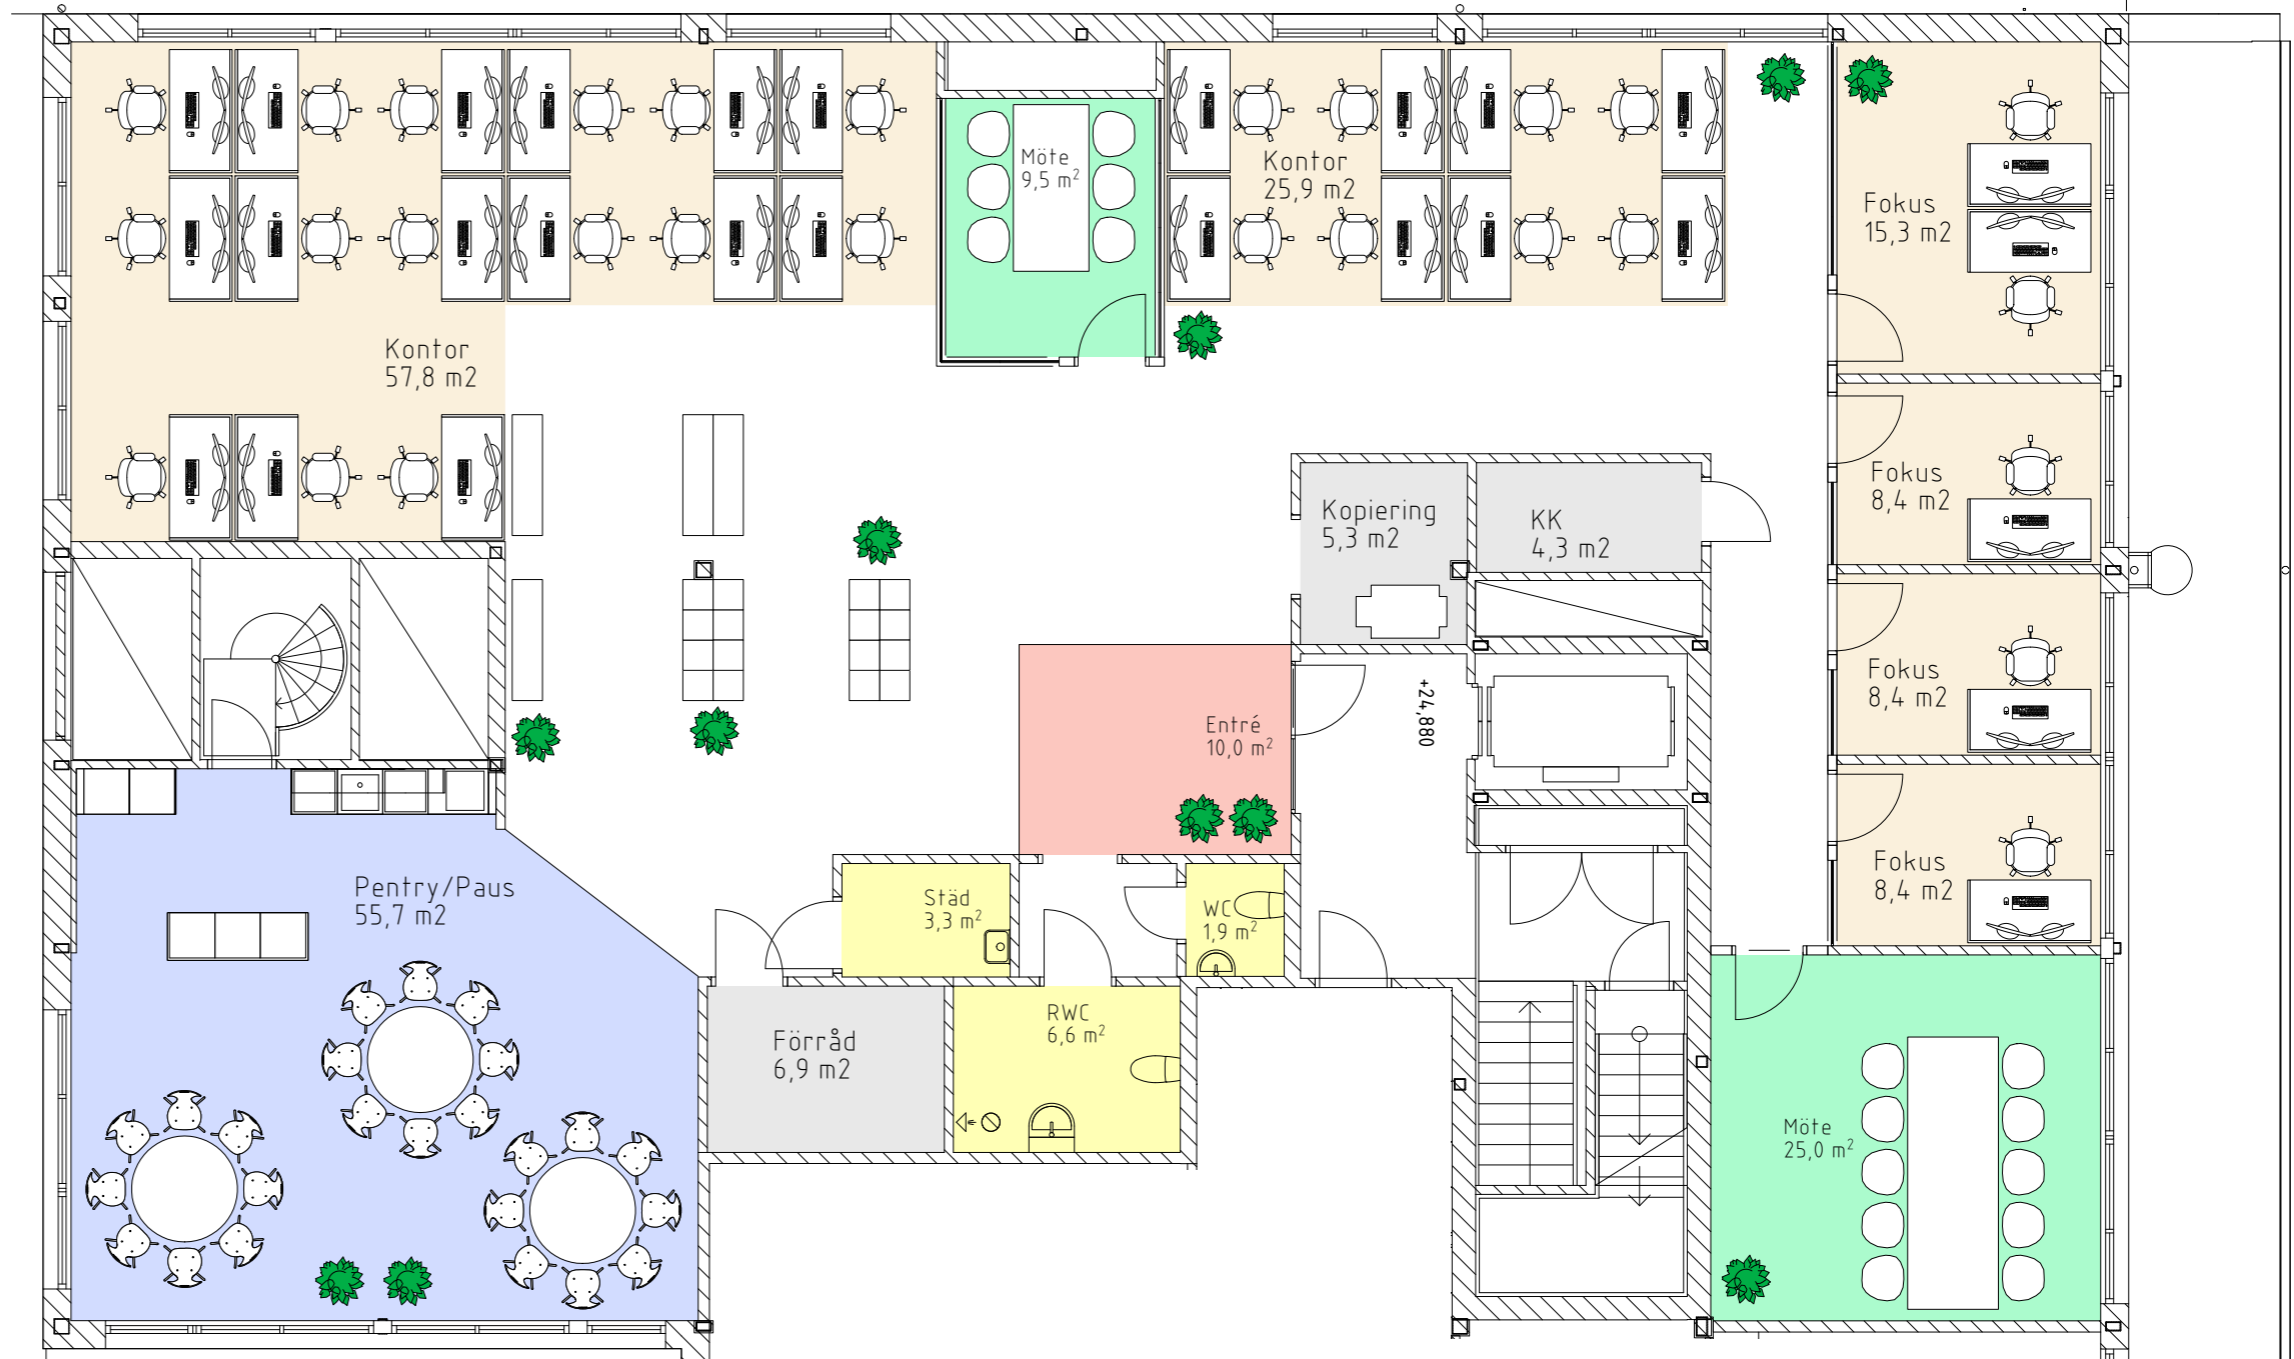 Möte
9,5 m²
Kontor
25,9 m2
Fokus
15,3 m2
Kontor
57,8 m2
Fokus
8,4 m2
Kopiering
5,3 m2
KK
4,3 m2
Fokus
8,4 m2
+24,880
Entré
10,0 m²
Fokus
8,4 m2
Pentry/Paus
55,7 m2
Städ
3,3 m²
WC
1,9 m²
RWC
6,6 m²
Förråd
6,9 m2
Möte
25,0 m²